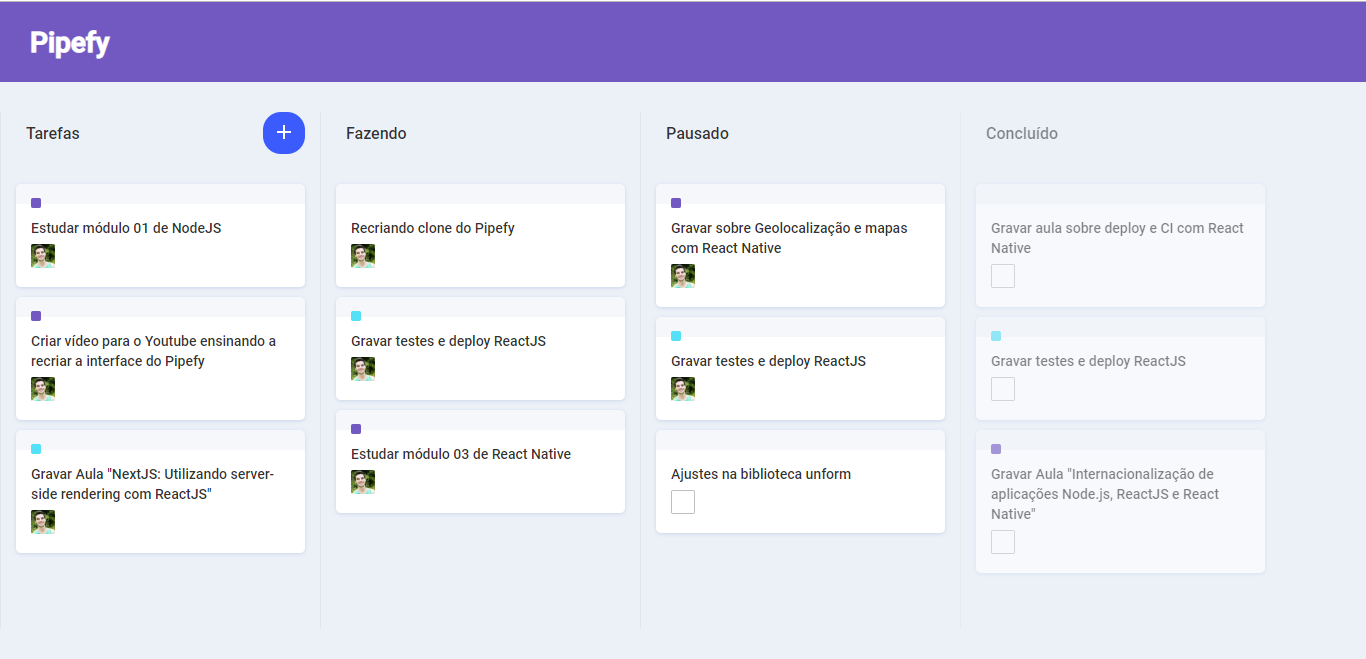 Pipefy
Tarefas
+
Estudar módulo 01 de NodeJS
Criar vídeo para o Youtube ensinando a
recriar a interface do Pipefy
Gravar Aula "NextJS: Utilizando server-
side rendering com ReactJS"
Fazendo
Recriando clone do Pipefy
Gravar testes e deploy ReactJS
Estudar módulo 03 de React Native
Pausado
Gravar sobre Geolocalização e mapas
com React Native
Gravar testes e deploy ReactJS
Ajustes na biblioteca unform
Concluído
Gravar aula sobre deploy e CI com React
Native
Gravar testes e deploy ReactJS
Gravar Aula "Internacionalização de
aplicações Node.js, ReactJS e React
Native"